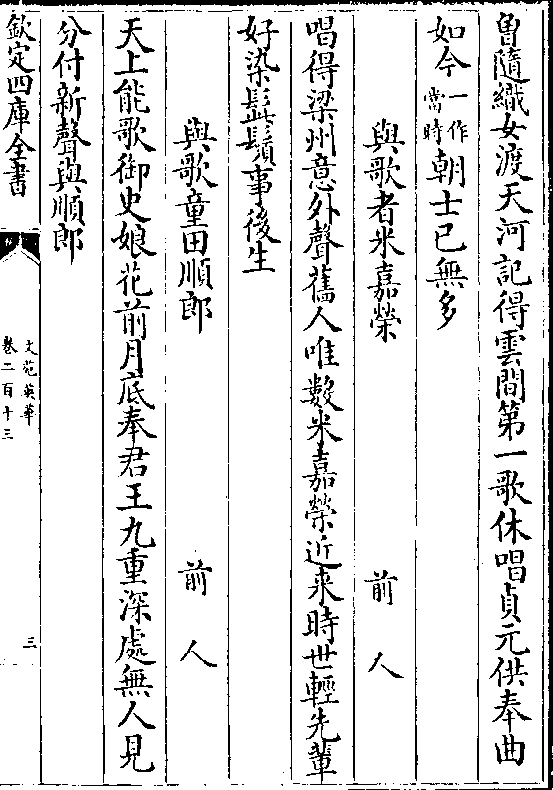 曾隨織女渡天河記得雲間第一歌休唱貞元供奉曲
如今一作當時朝士已無多
與歌者米嘉榮　前人
唱得梁州意外聲舊人唯數米嘉榮近来時世輕先輩
好染髭鬚事後生
與歌童田順郎　前人
天上能歌御史娘花前月底奉君王九重深處無人見
分付新聲與順郎
欽定四庫全書
文苑英華
卷二百十三
三